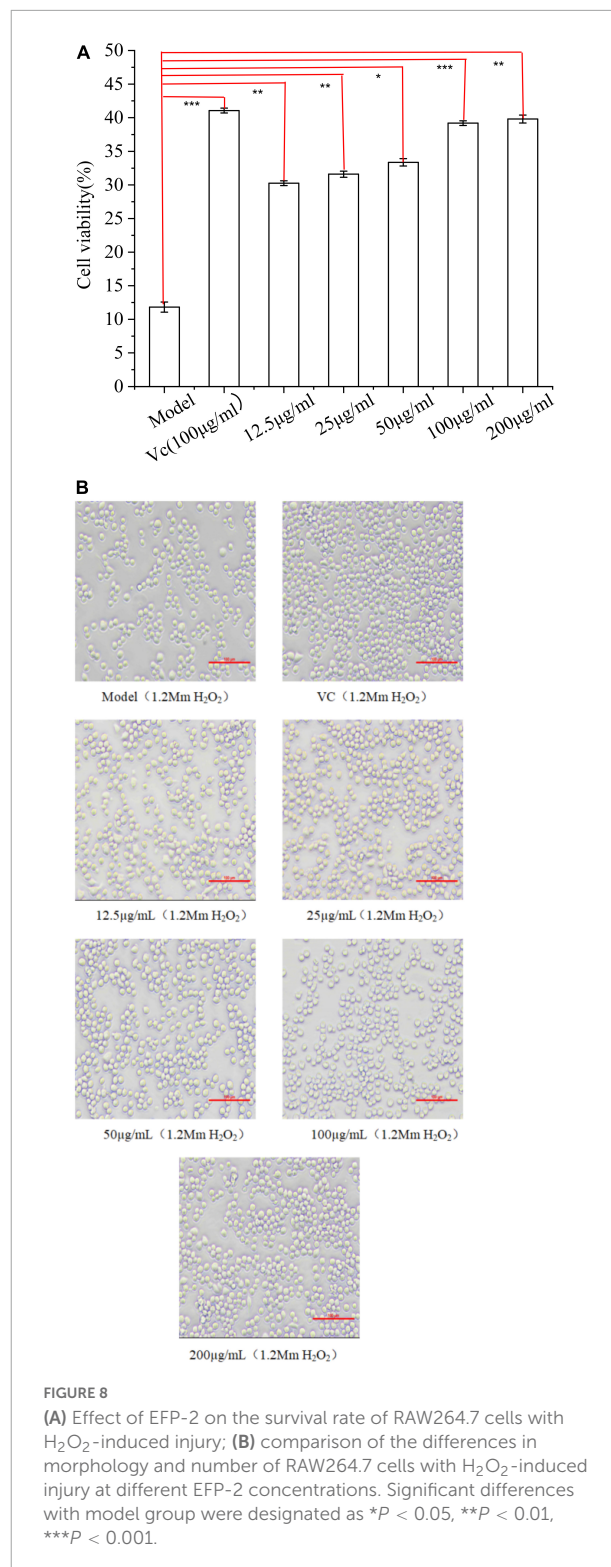 A
50
45
40
35
30
25
20
15
10
5
0
Cell viability(%)
***
**
**
*
***
**
Model
Vc(100μg/ml）
12.5μg/ml
25μg/ml
50μg/ml
100μg/ml
200μg/ml
B
Model（1.2Mm H₂O₂）
VC（1.2Mm H₂O₂）
12.5μg/mL（1.2Mm H₂O₂）
25μg/mL（1.2Mm H₂O₂）
50μg/mL（1.2Mm H₂O₂）
100μg/mL（1.2Mm H₂O₂）
200μg/mL（1.2Mm H₂O₂）
FIGURE 8
(A) Effect of EFP-2 on the survival rate of RAW264.7 cells with
H₂O₂-induced injury; (B) comparison of the differences in
morphology and number of RAW264.7 cells with H₂O₂-induced
injury at different EFP-2 concentrations. Significant differences
with model group were designated as *P < 0.05, **P < 0.01,
***P < 0.001.